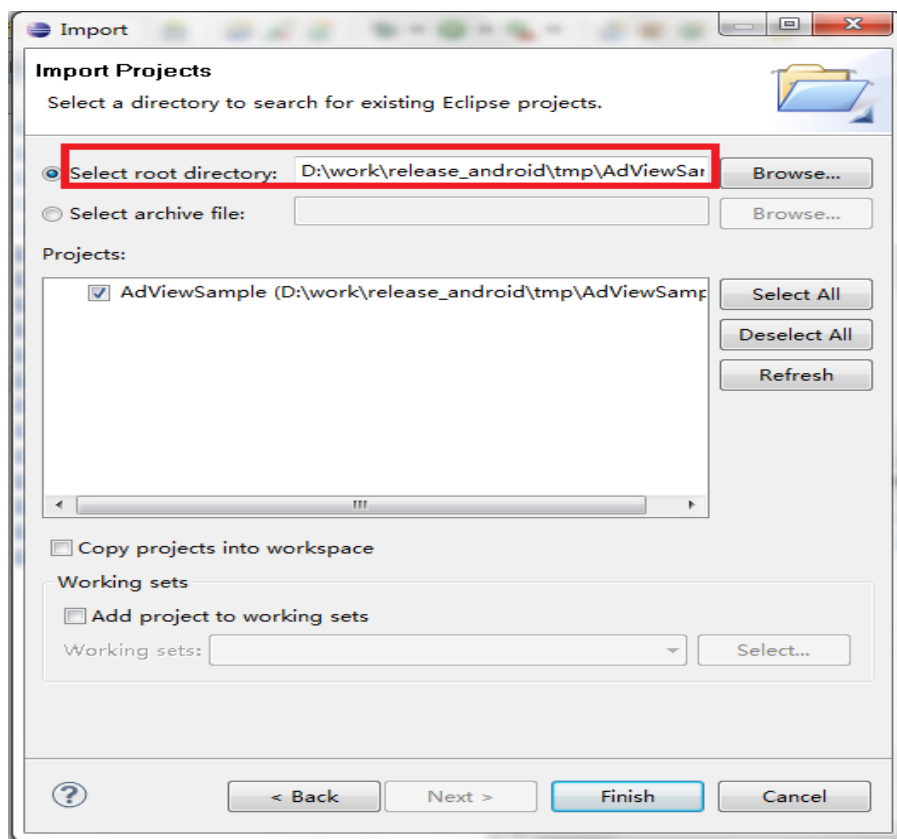 Import
Import Projects
Select a directory to search for existing Eclipse projects.
Select root directory: D:\work\release_android\tmp\AdViewSar Browse...
Select archive file: Browse...
Projects:
AdViewSample (D:\work\release_android\tmp\AdViewSamp Select All
Deselect All
Refresh
Copy projects into workspace
Working sets
Add project to working sets
Working sets: Select...
< Back Next > Finish Cancel